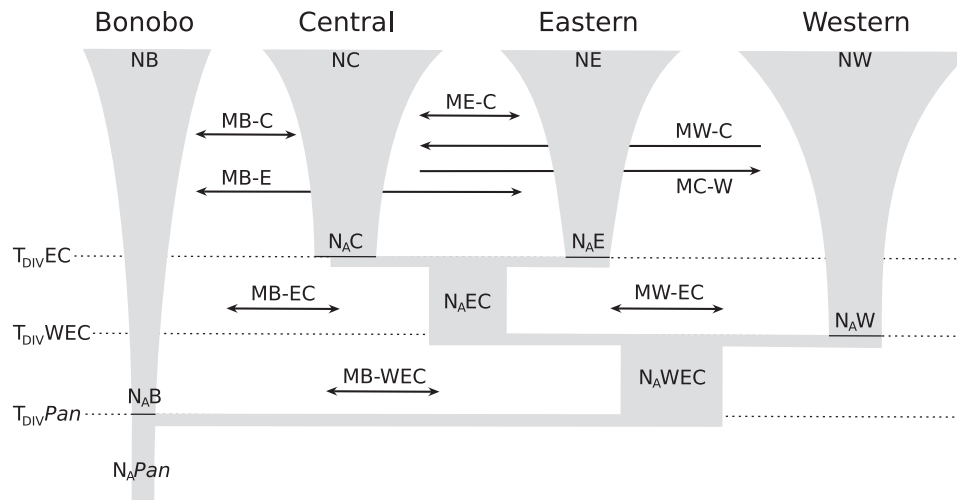 Bonobo Central Eastern Western
NB NC NE NW
ME-C
MB-C MW-C
MB-E MC-W
NAC NAE
TDIVEC
MB-EC NAEC MW-EC
NAW
TDIVWEC
MB-WEC NAWEC
NAB
TDIVPan
NAPan